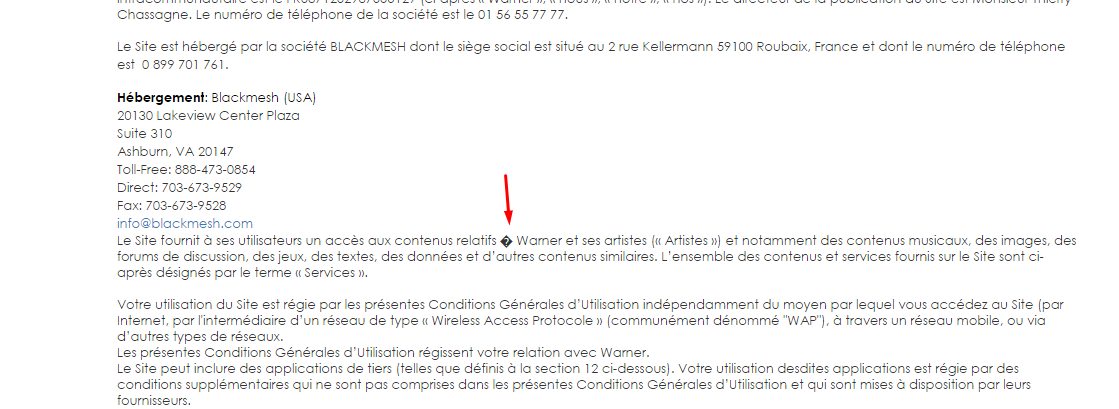 Chassagne. Le numéro de téléphone de la société est le 01 56 55 77 77.
Le Site est hébergé par la société BLACKMESH dont le siège social est situé au 2 rue Kellermann 59100 Roubaix, France et dont le numéro de téléphone
est 0 899 701 761.
Hébergement: Blackmesh (USA)
20130 Lakeview Center Plaza
Suite 310
Ashburn, VA 20147
Toll-Free: 888-473-0854
Direct: 703-673-9529
Fax: 703-673-9528
info@blackmesh.com
Le Site fournit à ses utilisateurs un accès aux contenus relatifs � Warner et ses artistes (« Artistes ») et notamment des contenus musicaux, des images, des
forums de discussion, des jeux, des textes, des données et d’autres contenus similaires. L’ensemble des contenus et services fournis sur le Site sont ci-
après désignés par le terme « Services ».
Votre utilisation du Site est régie par les présentes Conditions Générales d’Utilisation indépendamment du moyen par lequel vous accédez au Site (par
Internet, par l'intermédiaire d’un réseau de type « Wireless Access Protocole » (communément dénommé "WAP"), à travers un réseau mobile, ou via
d’autres types de réseaux.
Les présentes Conditions Générales d’Utilisation régissent votre relation avec Warner.
Le Site peut inclure des applications de tiers (telles que définis à la section 12 ci-dessous). Votre utilisation desdites applications est régie par des
conditions supplémentaires qui ne sont pas comprises dans les présentes Conditions Générales d’Utilisation et qui sont mises à disposition par leurs
fournisseurs.